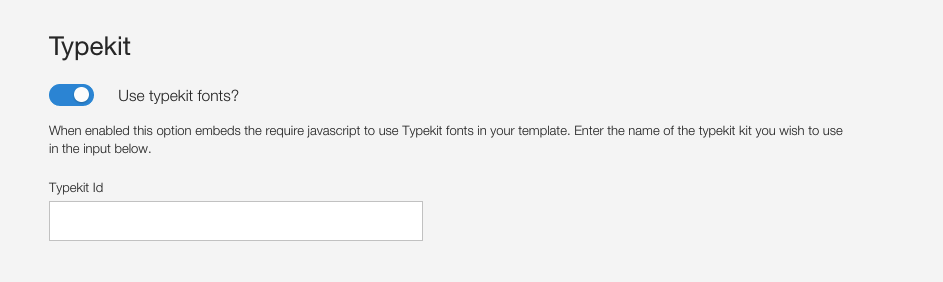 Typekit
Use typekit fonts?
When enabled this option embeds the require javascript to use Typekit fonts in your template. Enter the name of the typekit kit you wish to use
in the input below.
Typekit Id